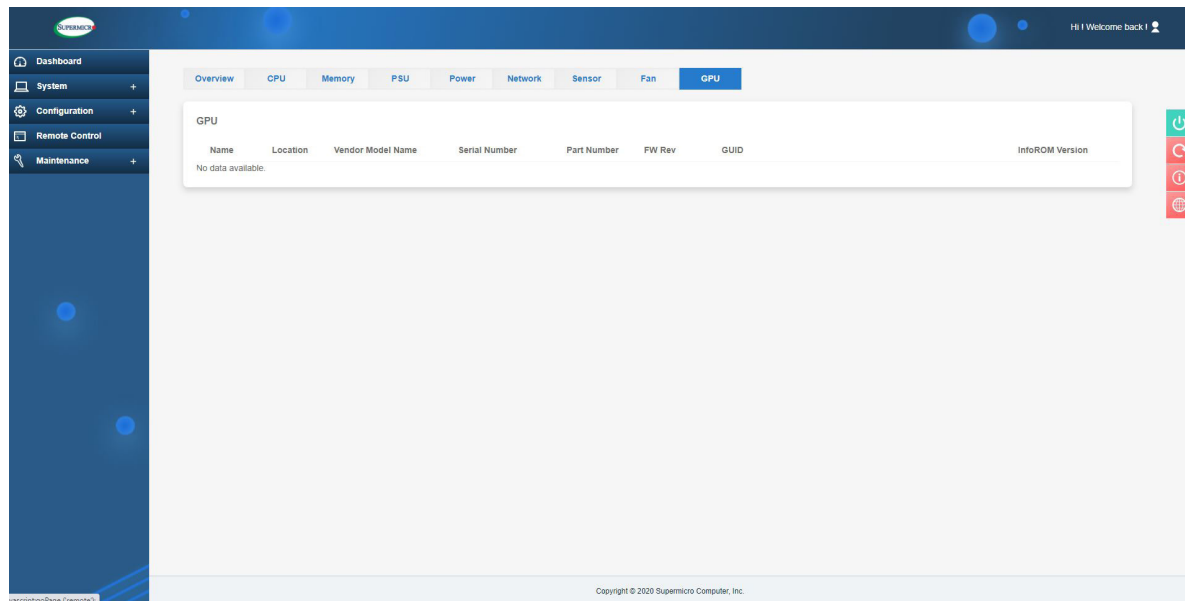 SUPERMICR
Hi ! Welcome back !
Dashboard
System +
Configuration +
Remote Control
Maintenance +
Overview CPU Memory PSU Power Network Sensor Fan GPU
GPU
Name Location Vendor Model Name Serial Number Part Number FW Rev GUID InfoROM Version
No data available.
Copyright © 2020 Supermicro Computer, Inc.